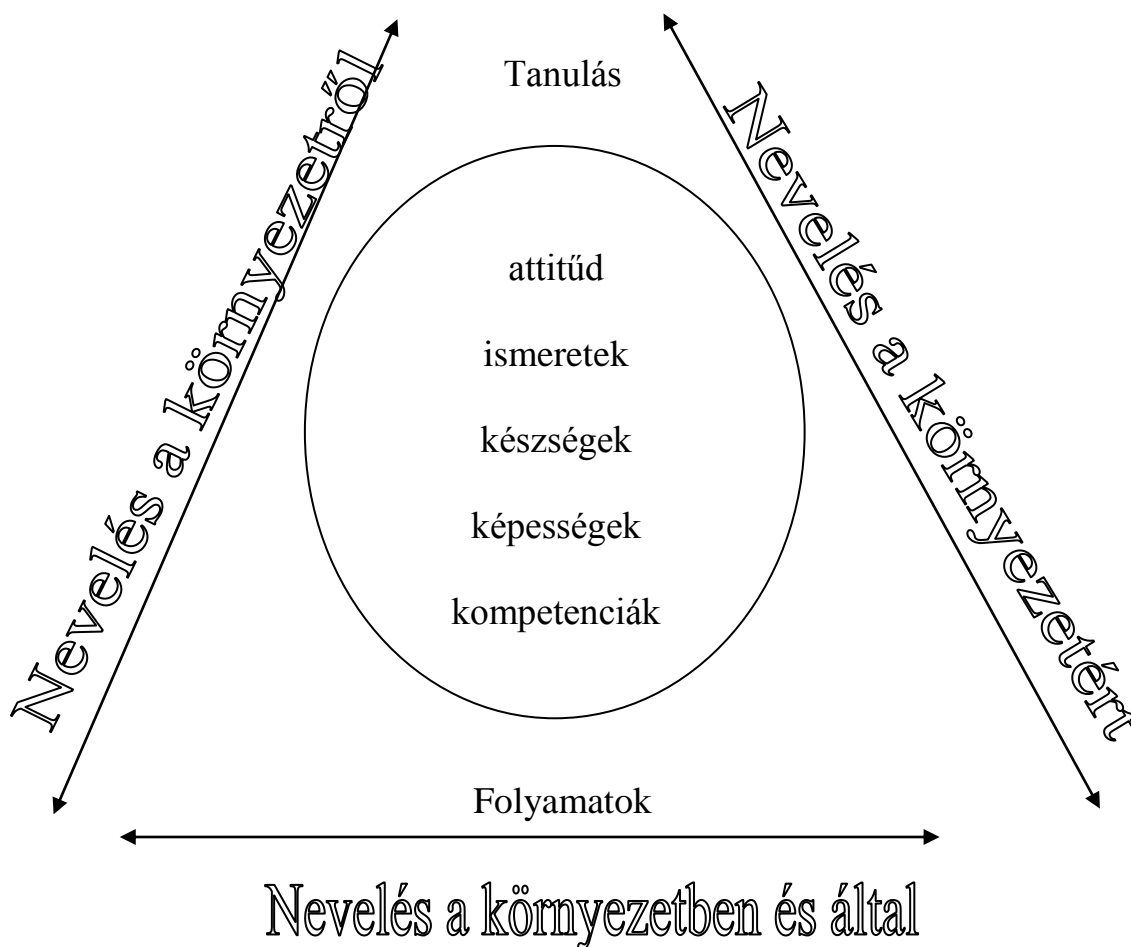 Tanulás
Nevelés a környezetről
Nevelés a környezetért
attitűd
ismeretek
készségek
képességek
kompetenciák
Folyamatok
Nevelés a környezetben és által